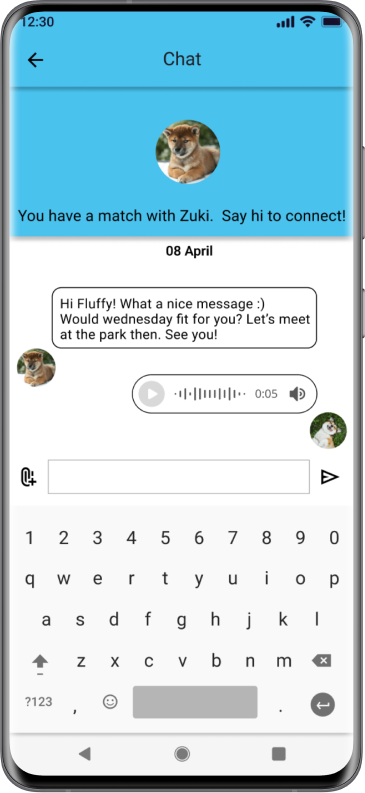 12:30
Chat
You have a match with Zuki. Say hi to connect!
08 April
Hi Fluffy! What a nice message :)
Would wednesday fit for you? Let's meet
at the park then. See you!
0:05
1 2 3 4 5 6 7 8 9 0
q w e r t y u i o p
a s d f g h j k l
z x c v b n m
?123 , .